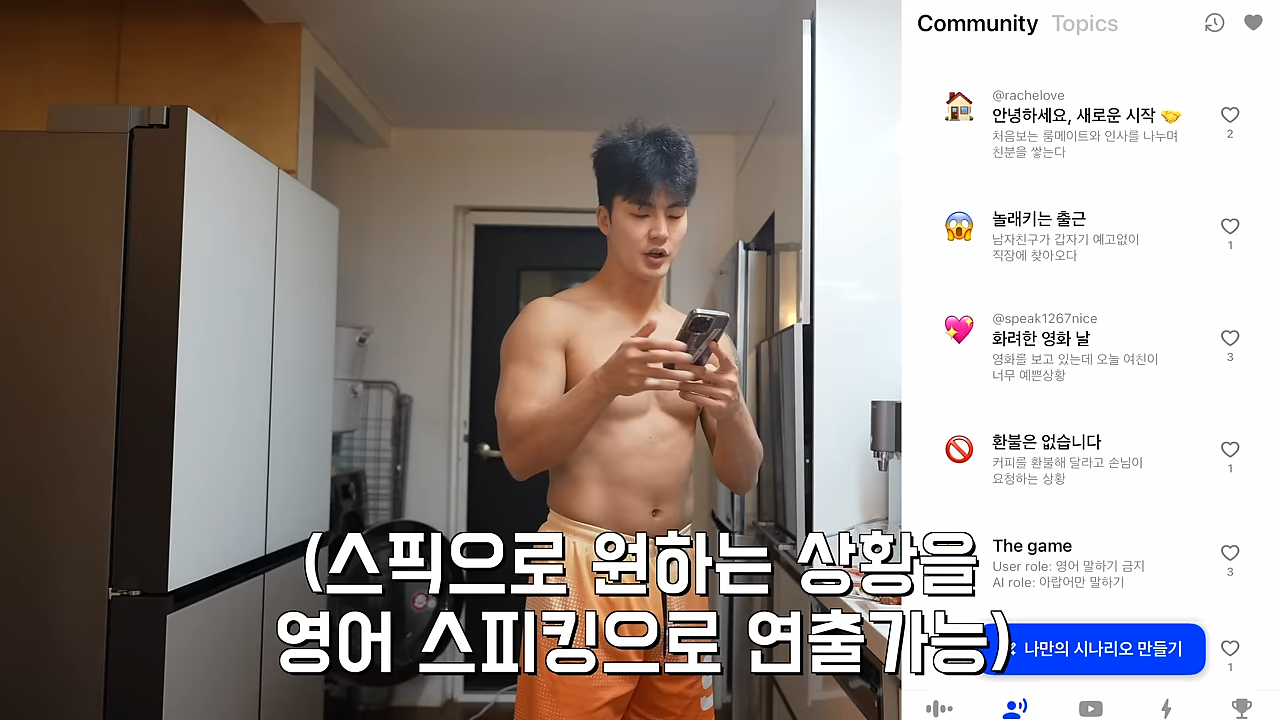 Community Topics
@rachelove
안녕하세요, 새로운 시작 🤝
처음보는 룸메이트와 인사를 나누며
친분을 쌓는다
2
놀래키는 출근
남자친구가 갑자기 예고없이
직장에 찾아오다
1
@speak1267nice
화려한 영화 날
영화를 보고 있는데 오늘 여친이
너무 예쁜상황
3
환불은 없습니다
커피를 환불해 달라고 손님이
요청하는 상황
1
The game
User role: 영어 말하기 금지
AI role: 아랍어만 말하기
3
나만의 시나리오 만들기
1
(스픽으로 원하는 상황을
영어 스피킹으로 연출가능)